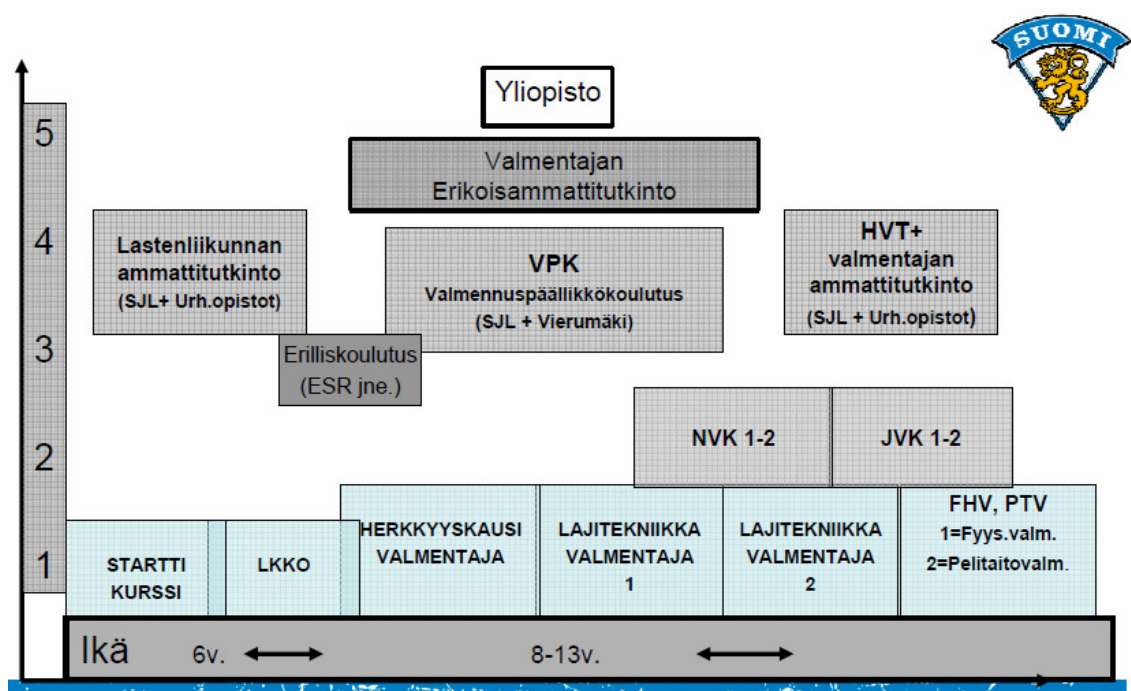 SUOMI
Yliopisto
5
Valmentajan
Erikoisammattitutkinto
4
Lastenliikunnan
ammattitutkinto
(SJL+ Urh.opistot)
VPK
Valmennuspäällikkökoulutus
(SJL + Vierumäki)
HVT+
valmentajan
ammattitutkinto
(SJL + Urh.opistot)
3
Erilliskoulutus
(ESR jne.)
2
NVK 1-2
JVK 1-2
1
STARTTI
KURSSI
LKKO
HERKKYYSKAUSI
VALMENTAJA
LAJITEKNIIKKA
VALMENTAJA
1
LAJITEKNIIKKA
VALMENTAJA
2
FHV, PTV
1=Fyys.valm.
2=Pelitaitovalm.
Ikä
6v.
8-13v.